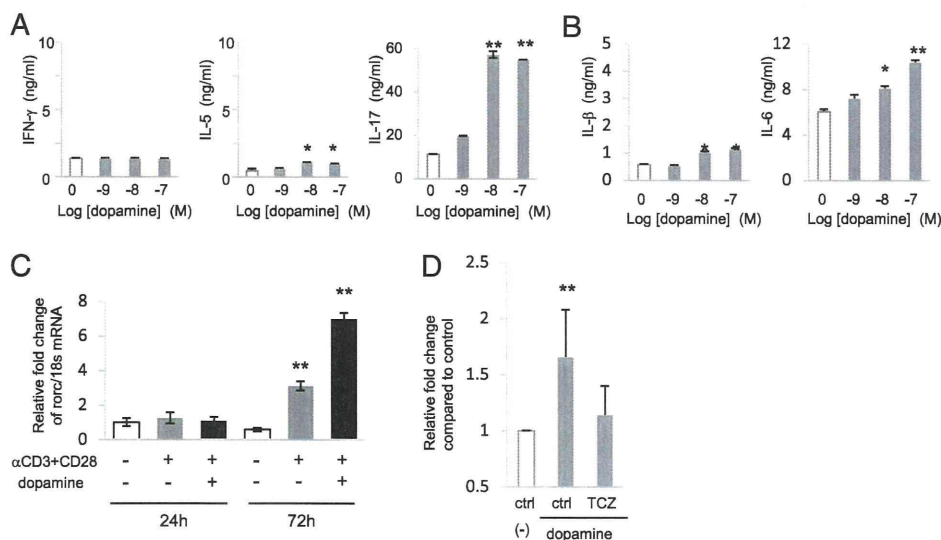 A
IFN-γ (ng/ml)
10
5
0
0 -9 -8 -7
Log [dopamine] (M)
IL-5 (ng/ml)
10
5
0
* *
0 -9 -8 -7
Log [dopamine] (M)
IL-17 (ng/ml)
60
40
20
0
** **
0 -9 -8 -7
Log [dopamine] (M)
B
IL-β (ng/ml)
5
4
3
2
1
0
* *
0 -9 -8 -7
Log [dopamine] (M)
IL-6 (ng/ml)
12
9
6
3
0
* **
0 -9 -8 -7
Log [dopamine] (M)
C
Relative fold change
of rorc/18s mRNA
8
6
4
2
0
** **
αCD3+CD28 - + + - + +
dopamine - - + - - +
24h 72h
D
Relative fold change
compared to control
2.5
2
1.5
1
0.5
**
ctrl ctrl TCZ
(-) dopamine